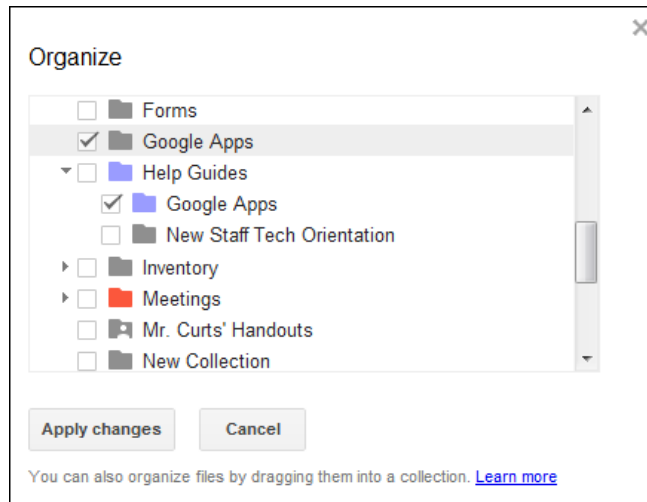 Organize
Forms
Google Apps
Help Guides
Google Apps
New Staff Tech Orientation
Inventory
Meetings
Mr. Curts' Handouts
New Collection
Apply changes
Cancel
You can also organize files by dragging them into a collection. Learn more